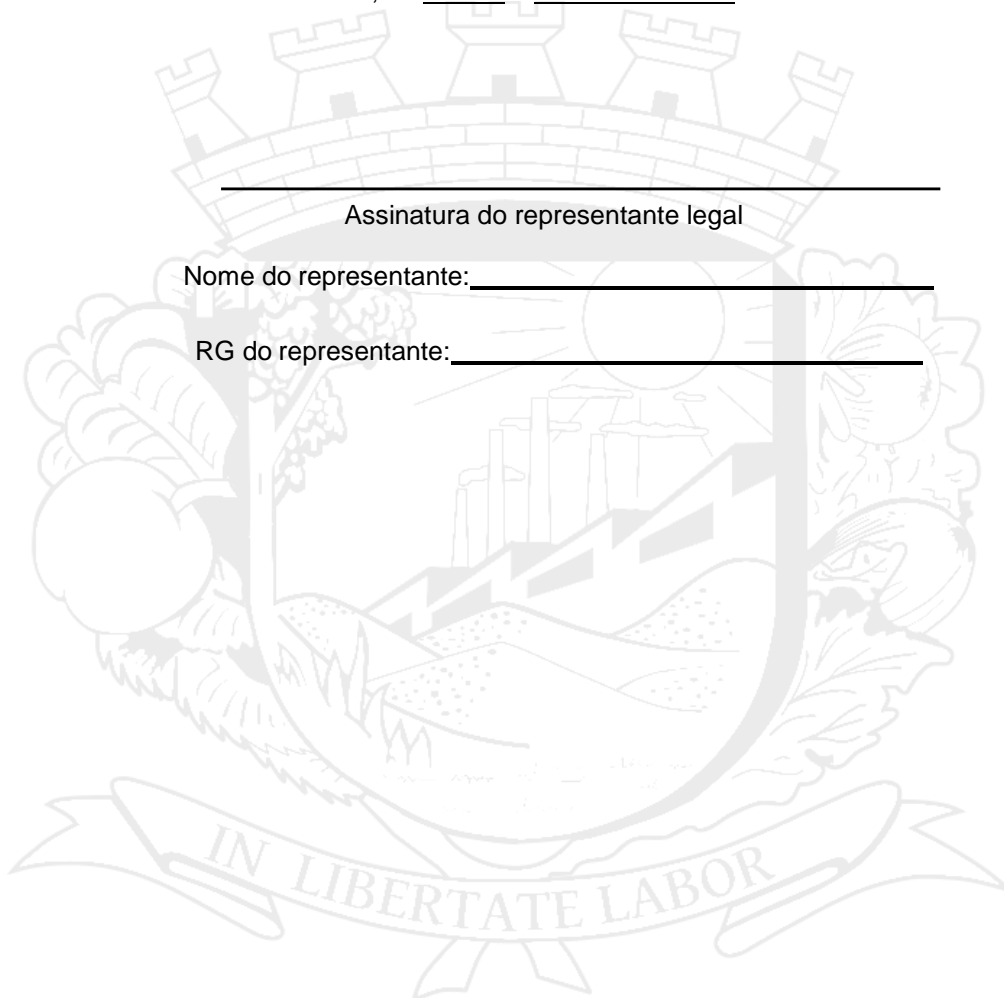 Assinatura do representante legal
Nome do representante:
RG do representante:
IN LIBERTATE LABOR